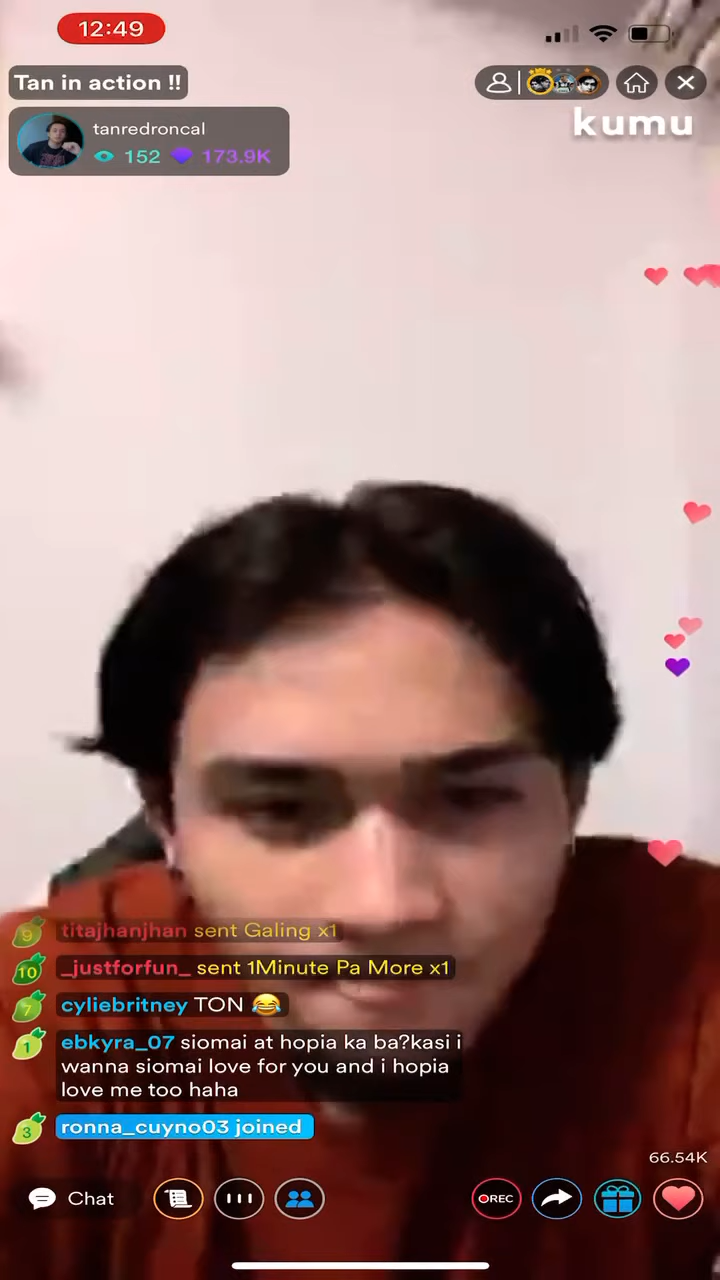 12:49
Tan in action !!
tanredroncal
152 173.9K
kumu
9 titajhanjhan sent Galing x1
10 _justforfun_ sent 1Minute Pa More x1
7 cyliebritney TON 😂
1 ebkyra_07 siomai at hopia ka ba?kasi i
wanna siomai love for you and i hopia
love me too haha
3 ronna_cuyno03 joined
66.54K
Chat
REC